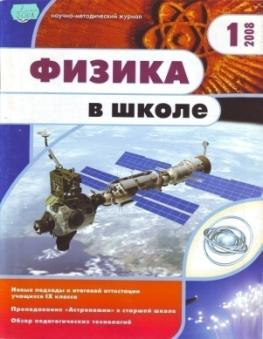 научно-методический журнал
ФИЗИКА
В ШКОЛЕ
1
2008
Новые подходы к итоговой аттестации
учащихся IX класса
Преподавание «Астрономии» в старшей школе
Обзор педагогических технологий